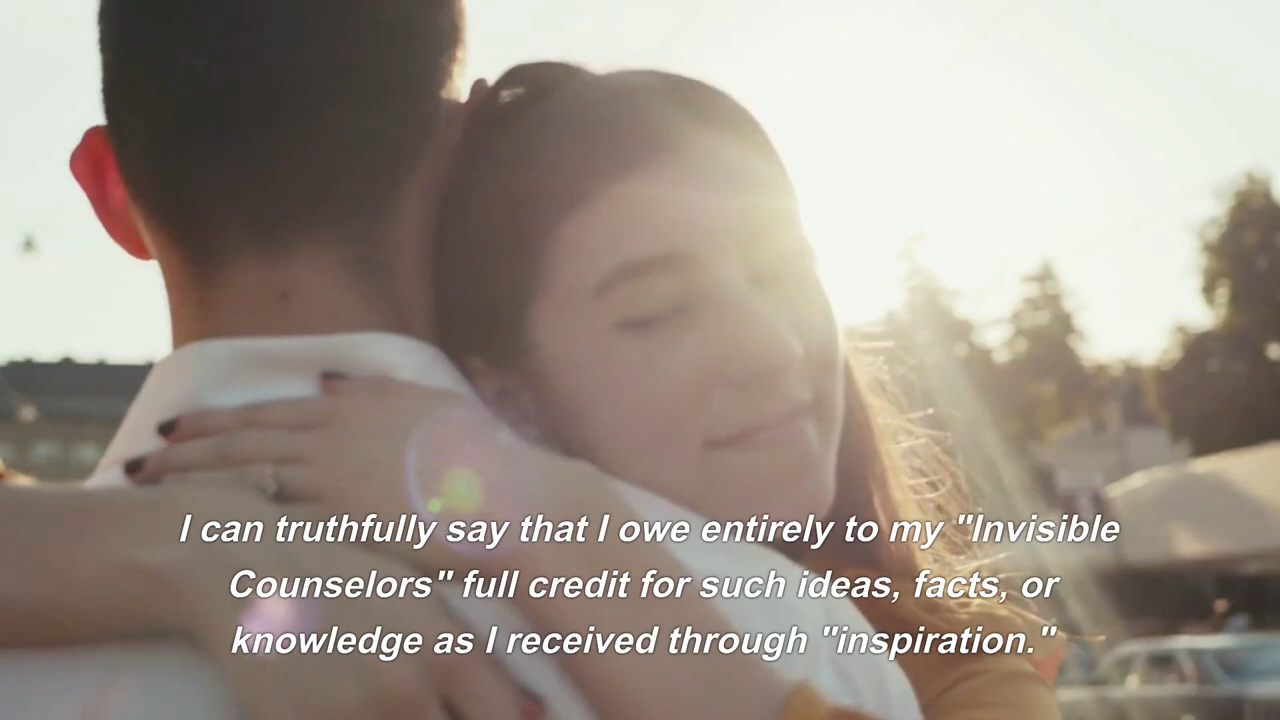 I can truthfully say that I owe entirely to my "Invisible
Counselors" full credit for such ideas, facts, or
knowledge as I received through "inspiration."